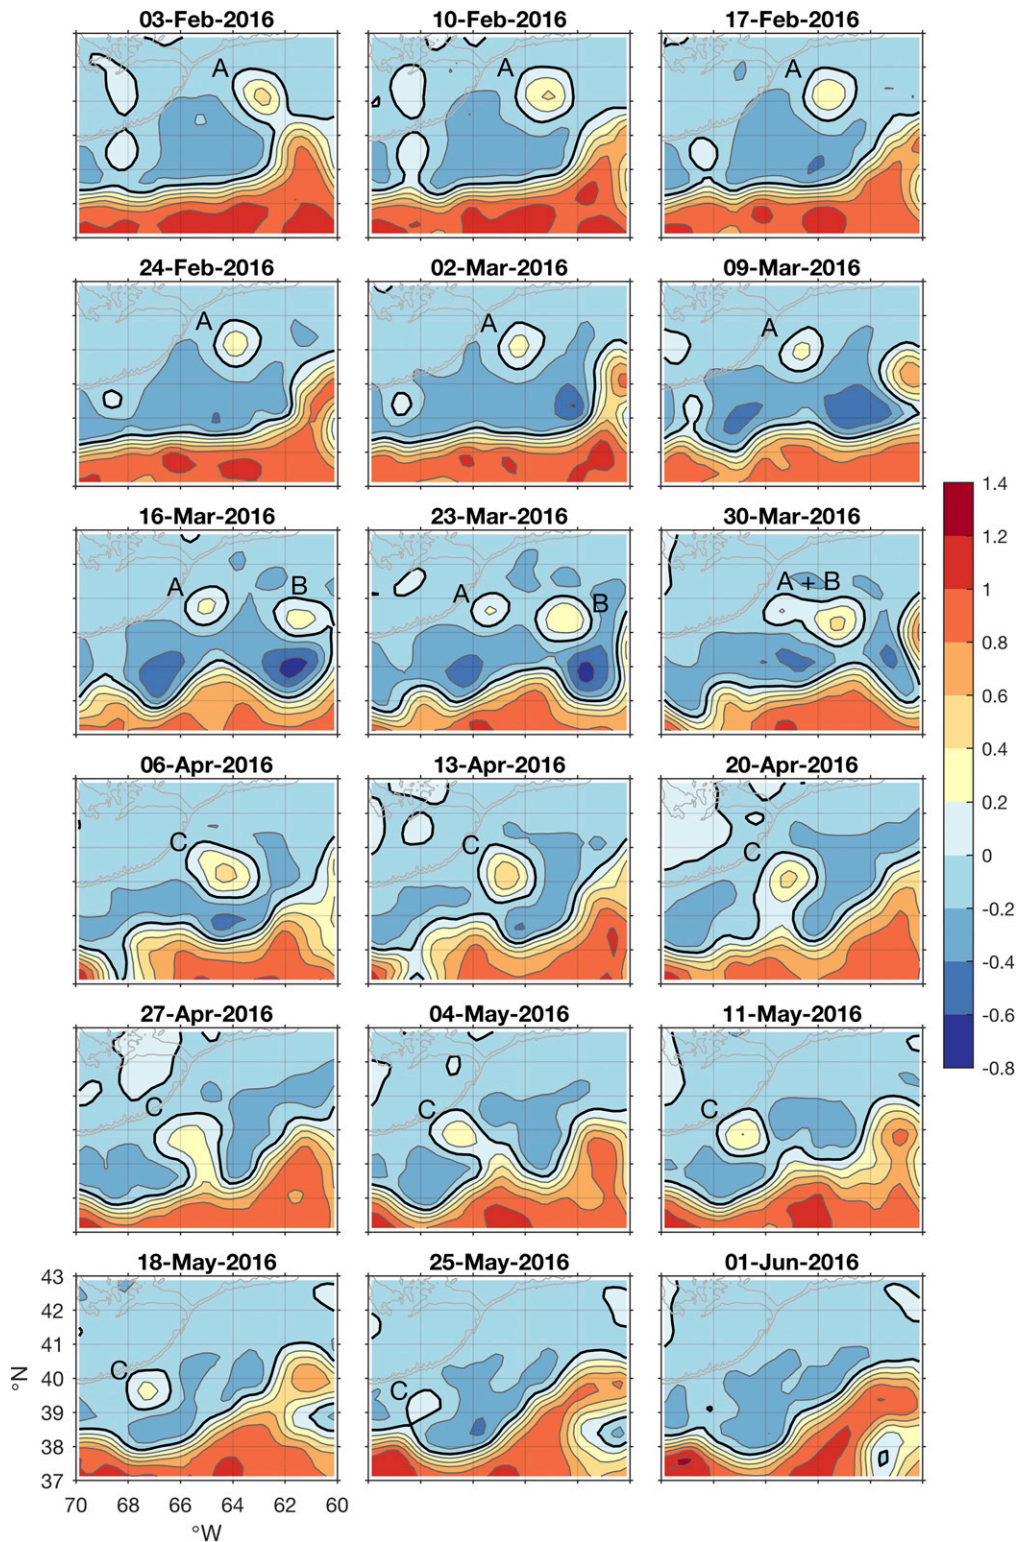 03-Feb-2016 10-Feb-2016 17-Feb-2016
A A A
24-Feb-2016 02-Mar-2016 09-Mar-2016
A A A
16-Mar-2016 23-Mar-2016 30-Mar-2016
A B A B A + B
06-Apr-2016 13-Apr-2016 20-Apr-2016
C C C
27-Apr-2016 04-May-2016 11-May-2016
C C C
18-May-2016 25-May-2016 01-Jun-2016
C C
43
42
41
40
39
38
37
°N
70 68 66 64 62 60
°W
1.4
1.2
1
0.8
0.6
0.4
0.2
0
-0.2
-0.4
-0.6
-0.8